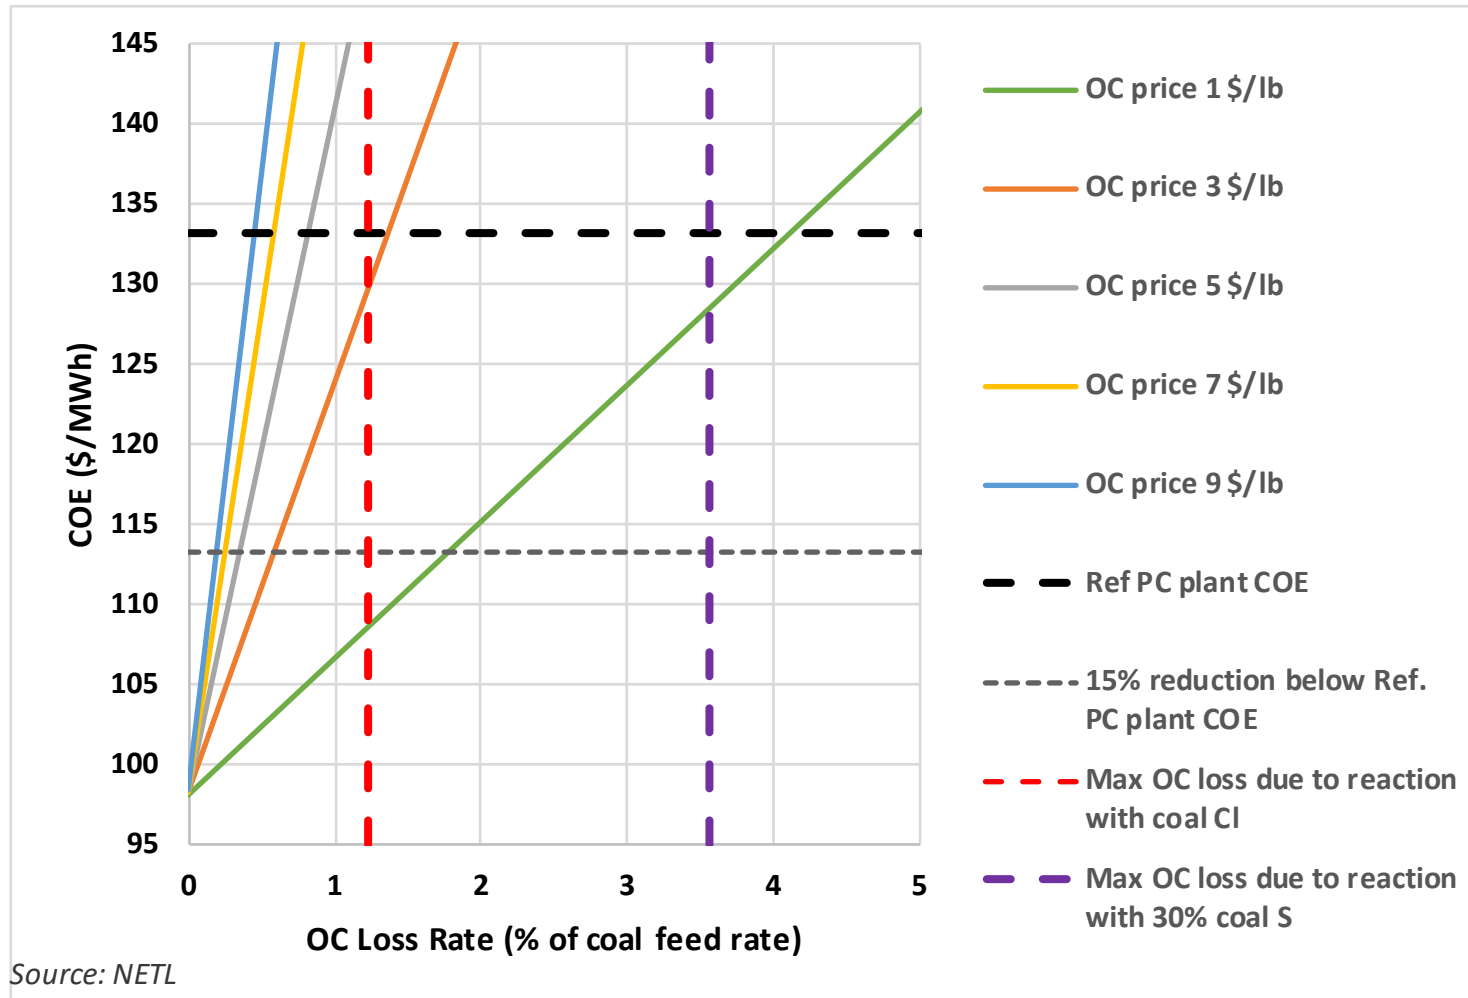 145
140
135
130
125
120
115
110
105
100
95
COE ($/MWh)
0 1 2 3 4 5
OC Loss Rate (% of coal feed rate)
OC price 1 $/lb
OC price 3 $/lb
OC price 5 $/lb
OC price 7 $/lb
OC price 9 $/lb
Ref PC plant COE
15% reduction below Ref.
PC plant COE
Max OC loss due to reaction
with coal Cl
Max OC loss due to reaction
with 30% coal S
Source: NETL